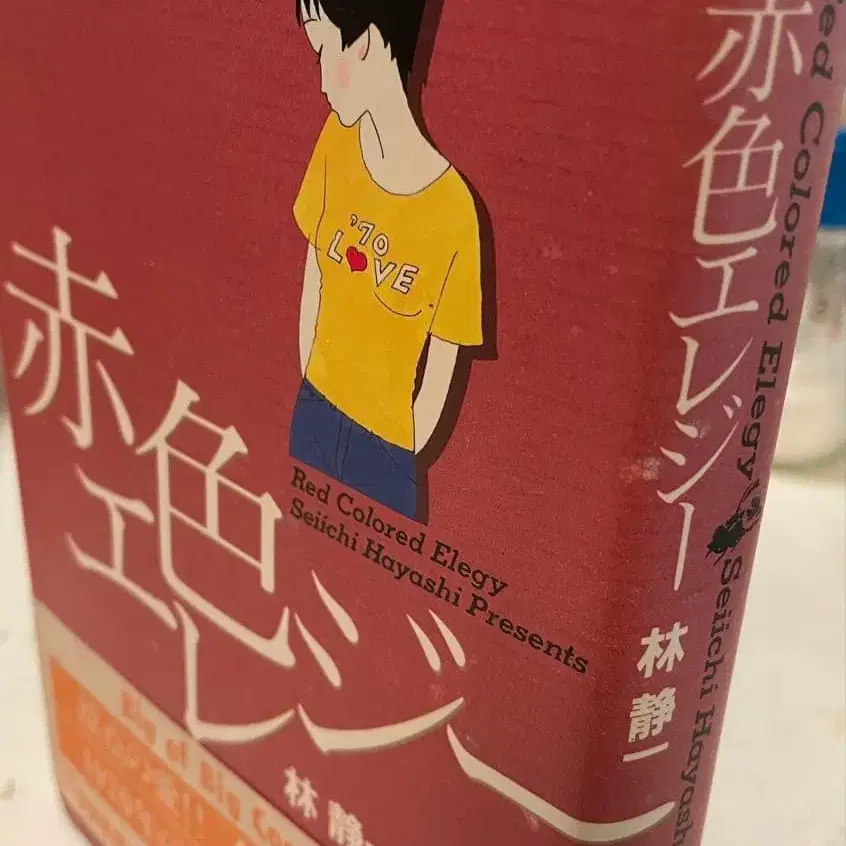 '70
LOVE
Red Colored Elegy
Seiichi Hayashi Presents
赤色エレジー
林静一
赤色エレジー 林静一
Red Colored Elegy Seiichi Hayashi